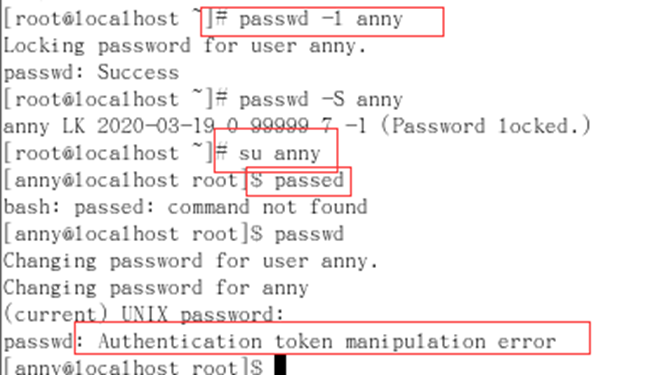 [root@localhost ~]# passwd -l anny
Locking password for user anny.
passwd: Success
[root@localhost ~]# passwd -S anny
anny LK 2020-03-19 0 99999 7 -1 (Password locked.)
[root@localhost ~]# su anny
[anny@localhost root]$ passed
bash: passed: command not found
[anny@localhost root]$ passwd
Changing password for user anny.
Changing password for anny
(current) UNIX password:
passwd: Authentication token manipulation error
[anny@localhost root]$